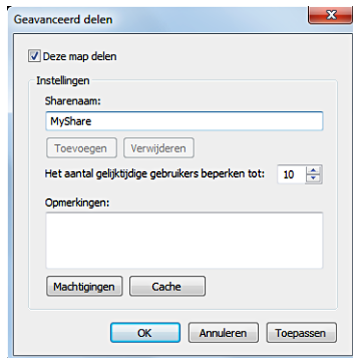 Geavanceerd delen
Deze map delen
Instellingen
Sharenaam:
MyShare
Toevoegen Verwijderen
Het aantal gelijktijdige gebruikers beperken tot: 10
Opmerkingen:
Machtigingen Cache
OK Annuleren Toepassen